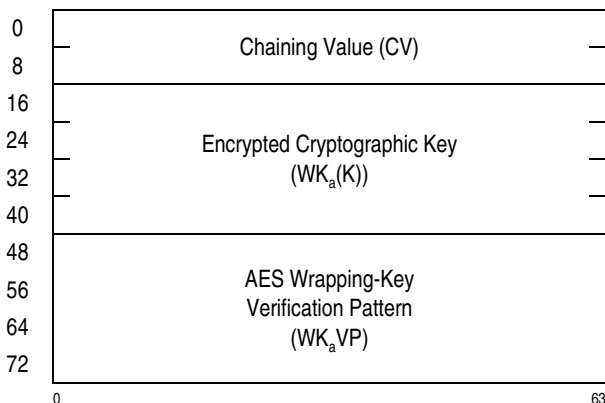 0
Chaining Value (CV)
8
16
24
Encrypted Cryptographic Key
32
(WKₐ(K))
40
48
AES Wrapping-Key
56
Verification Pattern
64
(WKₐVP)
72
0 63